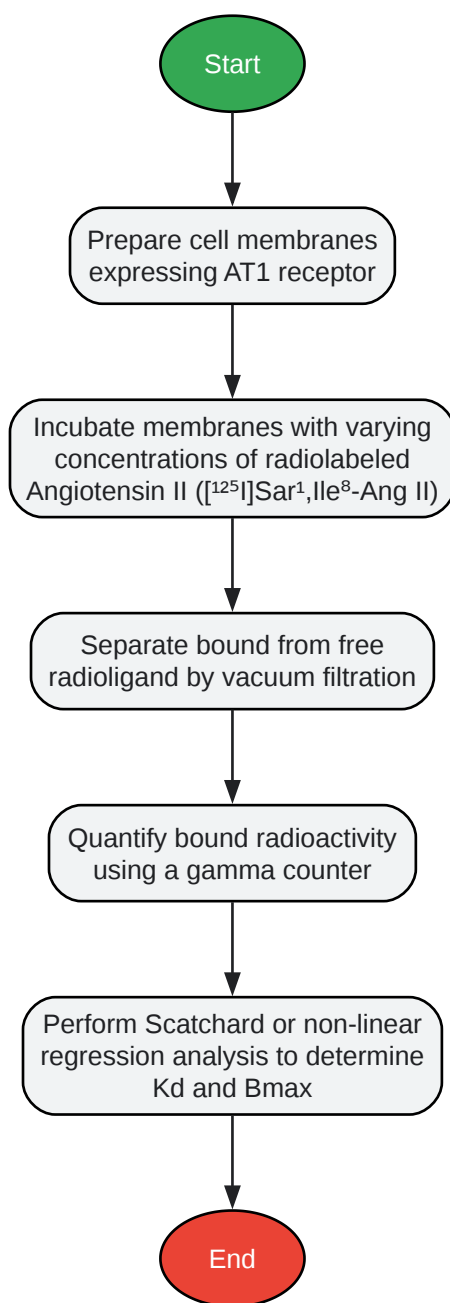 Start
Prepare cell membranes
expressing AT1 receptor
Incubate membranes with varying
concentrations of radiolabeled
Angiotensin II ([¹²⁵I]Sar¹,Ile⁸-Ang II)
Separate bound from free
radioligand by vacuum filtration
Quantify bound radioactivity
using a gamma counter
Perform Scatchard or non-linear
regression analysis to determine
Kd and Bmax
End